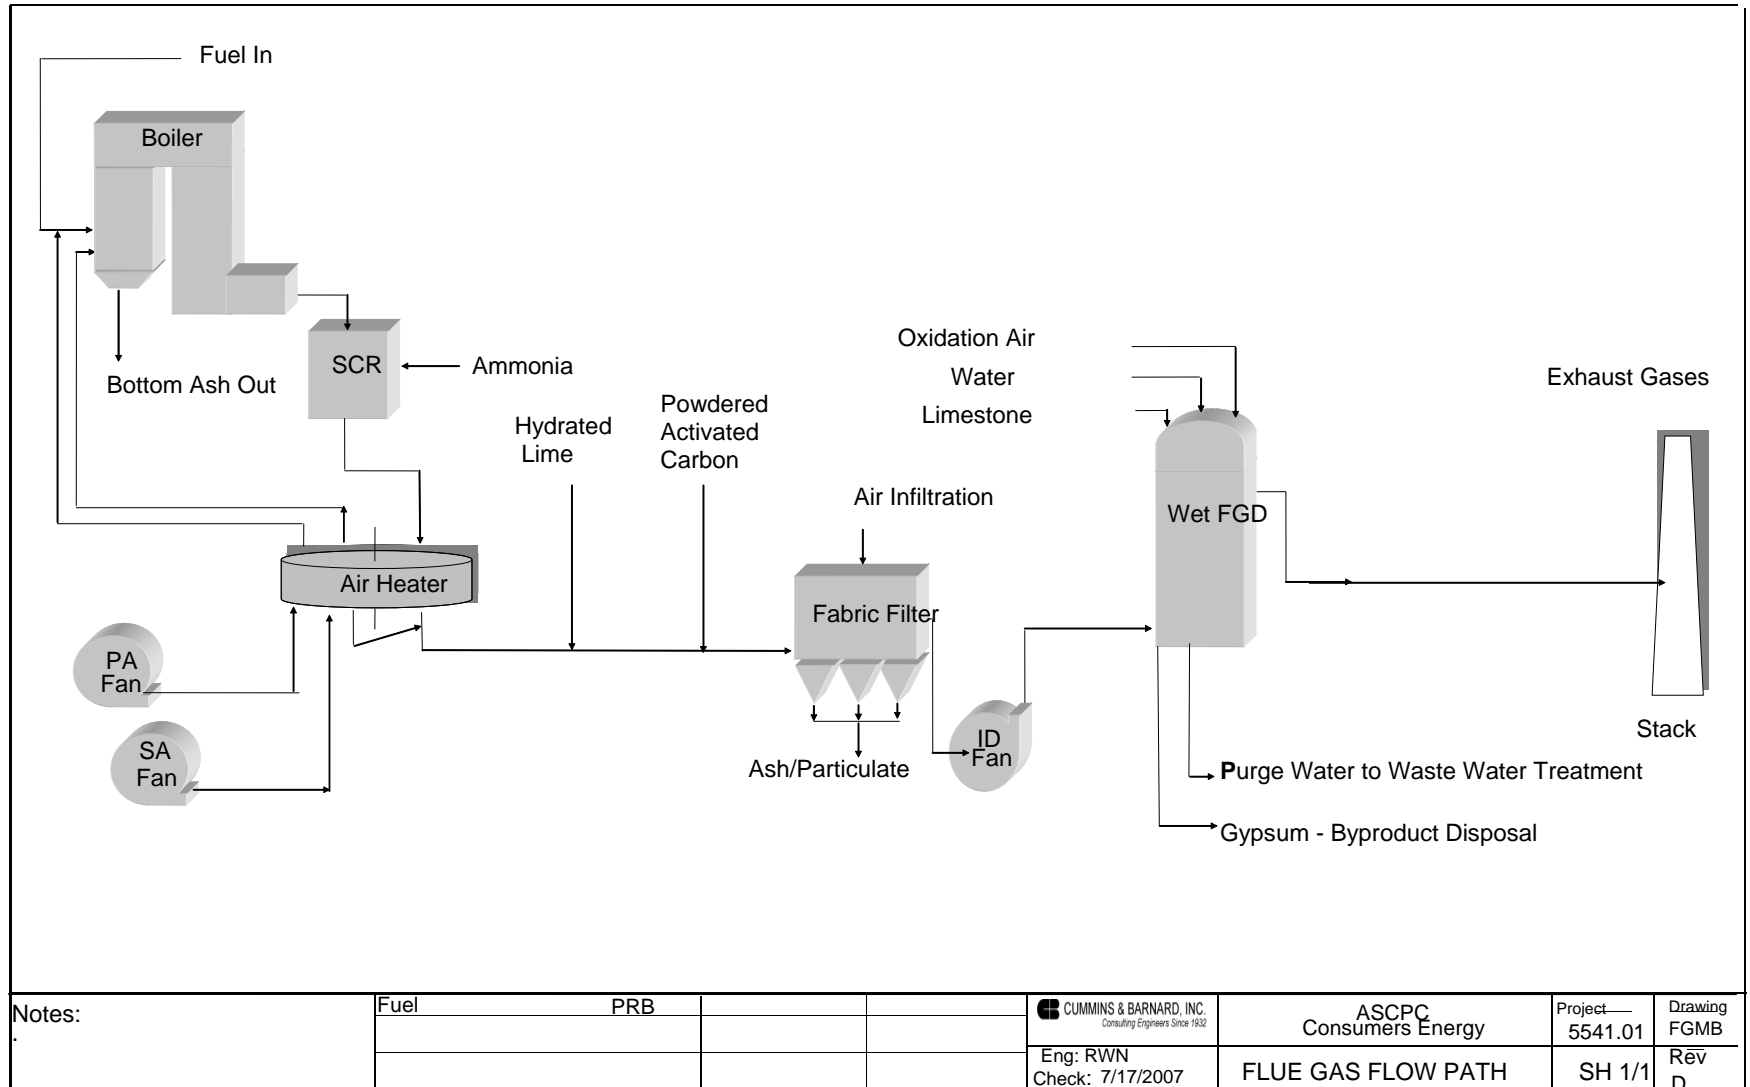 Fuel In
Boiler
Bottom Ash Out
SCR
Ammonia
Hydrated
Lime
Powdered
Activated
Carbon
Air Infiltration
Oxidation Air
Water
Limestone
Exhaust Gases
Wet FGD
Air Heater
Fabric Filter
PA
Fan
SA
Fan
Ash/Particulate
ID
Fan
Stack
Purge Water to Waste Water Treatment
Gypsum - Byproduct Disposal
Notes:
.
Fuel PRB
CUMMINS & BARNARD, INC.
Consulting Engineers Since 1932
Eng: RWN
Check: 7/17/2007
ASCPC
Consumers Energy
FLUE GAS FLOW PATH
Project
5541.01
SH 1/1
Drawing
FGMB
Rev
D